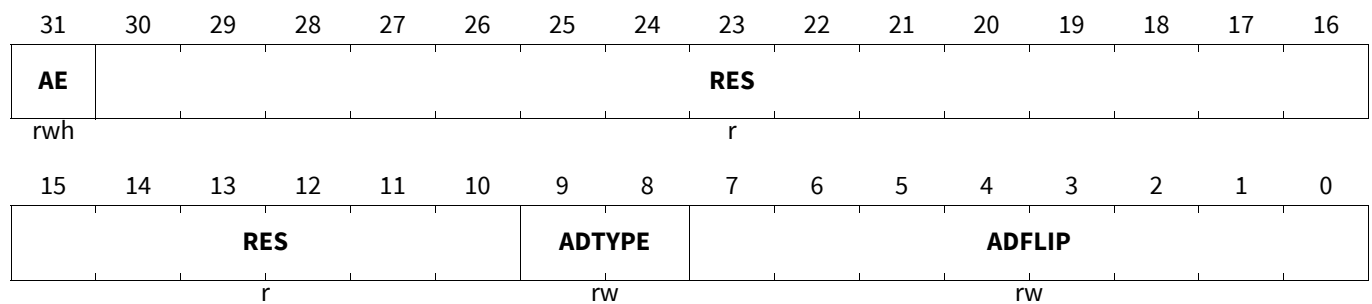 31 30 29 28 27 26 25 24 23 22 21 20 19 18 17 16
AE RES
rwh r
15 14 13 12 11 10 9 8 7 6 5 4 3 2 1 0
RES ADTYPE ADFLIP
r rw rw